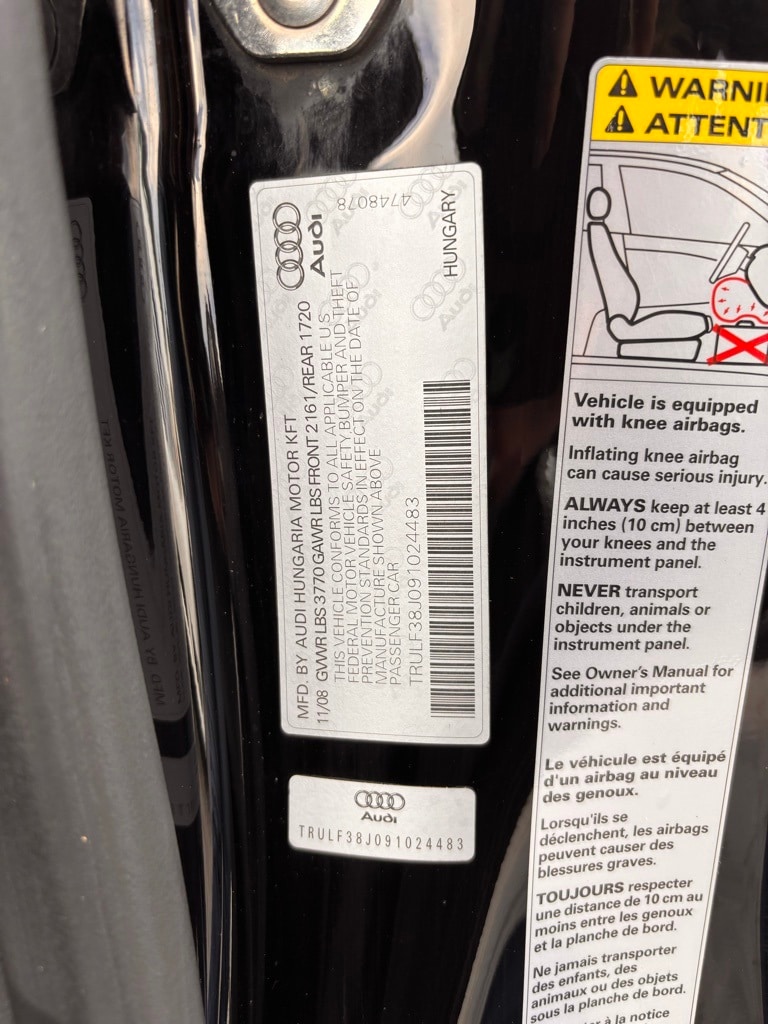 Audi
4748078
HUNGARY
MFD. BY AUDI HUNGARIA MOTOR KFT
11/08 GVWR LBS 3770 GAWR LBS FRONT 2161/REAR 1720
THIS VEHICLE CONFORMS TO ALL APPLICABLE U.S
FEDERAL MOTOR VEHICLE SAFETY BUMPER AND THEFT
PREVENTION STANDARDS IN EFFECT ON THE DATE OF
MANUFACTURE SHOWN ABOVE
PASSENGER CAR
TRULF38J091024483
Audi
TRULF38J091024483
WARNI
ATTENT
Vehicle is equipped
with knee airbags.
Inflating knee airbag
can cause serious injury.
ALWAYS keep at least 4
inches (10 cm) between
your knees and the
instrument panel.
NEVER transport
children, animals or
objects under the
instrument panel.
See Owner's Manual for
additional important
information and
warnings.
Le véhicule est équipé
d'un airbag au niveau
des genoux.
Lorsqu'ils se
déclenchent, les airbags
peuvent causer des
blessures graves.
TOUJOURS respecter
une distance de 10 cm au
moins entre les genoux
et la planche de bord.
Ne jamais transporter
des enfants, des
animaux ou des objets
sous la planche de bord.
à la notice